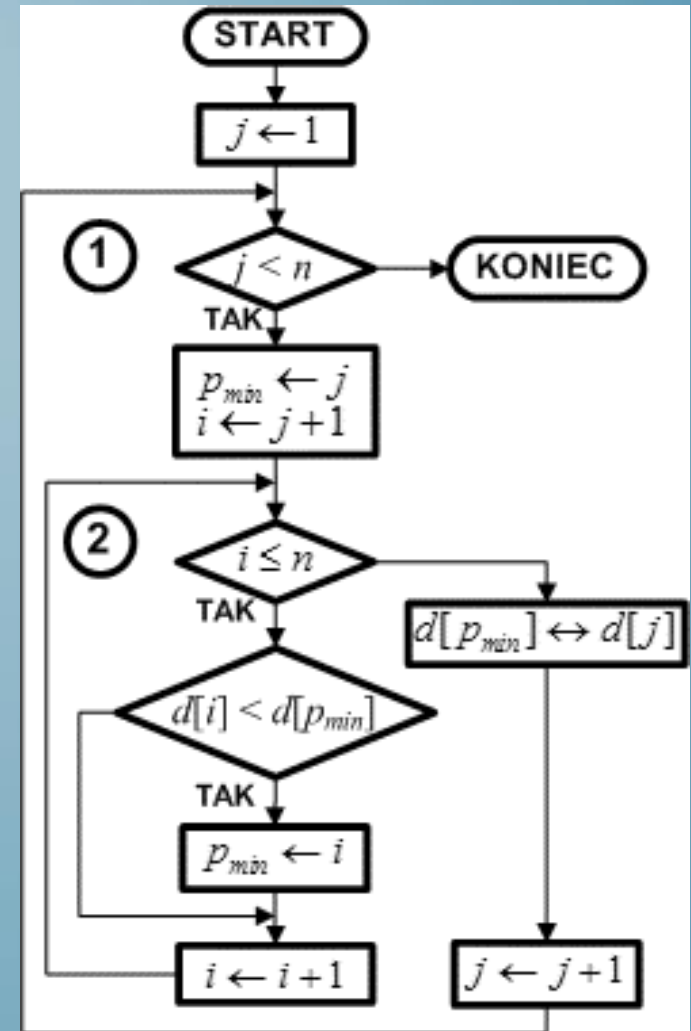 START
j ← 1
1
j < n
KONIEC
TAK
p_min ← j
i ← j + 1
2
i ≤ n
TAK
d[p_min] ↔ d[j]
d[i] < d[p_min]
TAK
p_min ← i
i ← i + 1
j ← j + 1